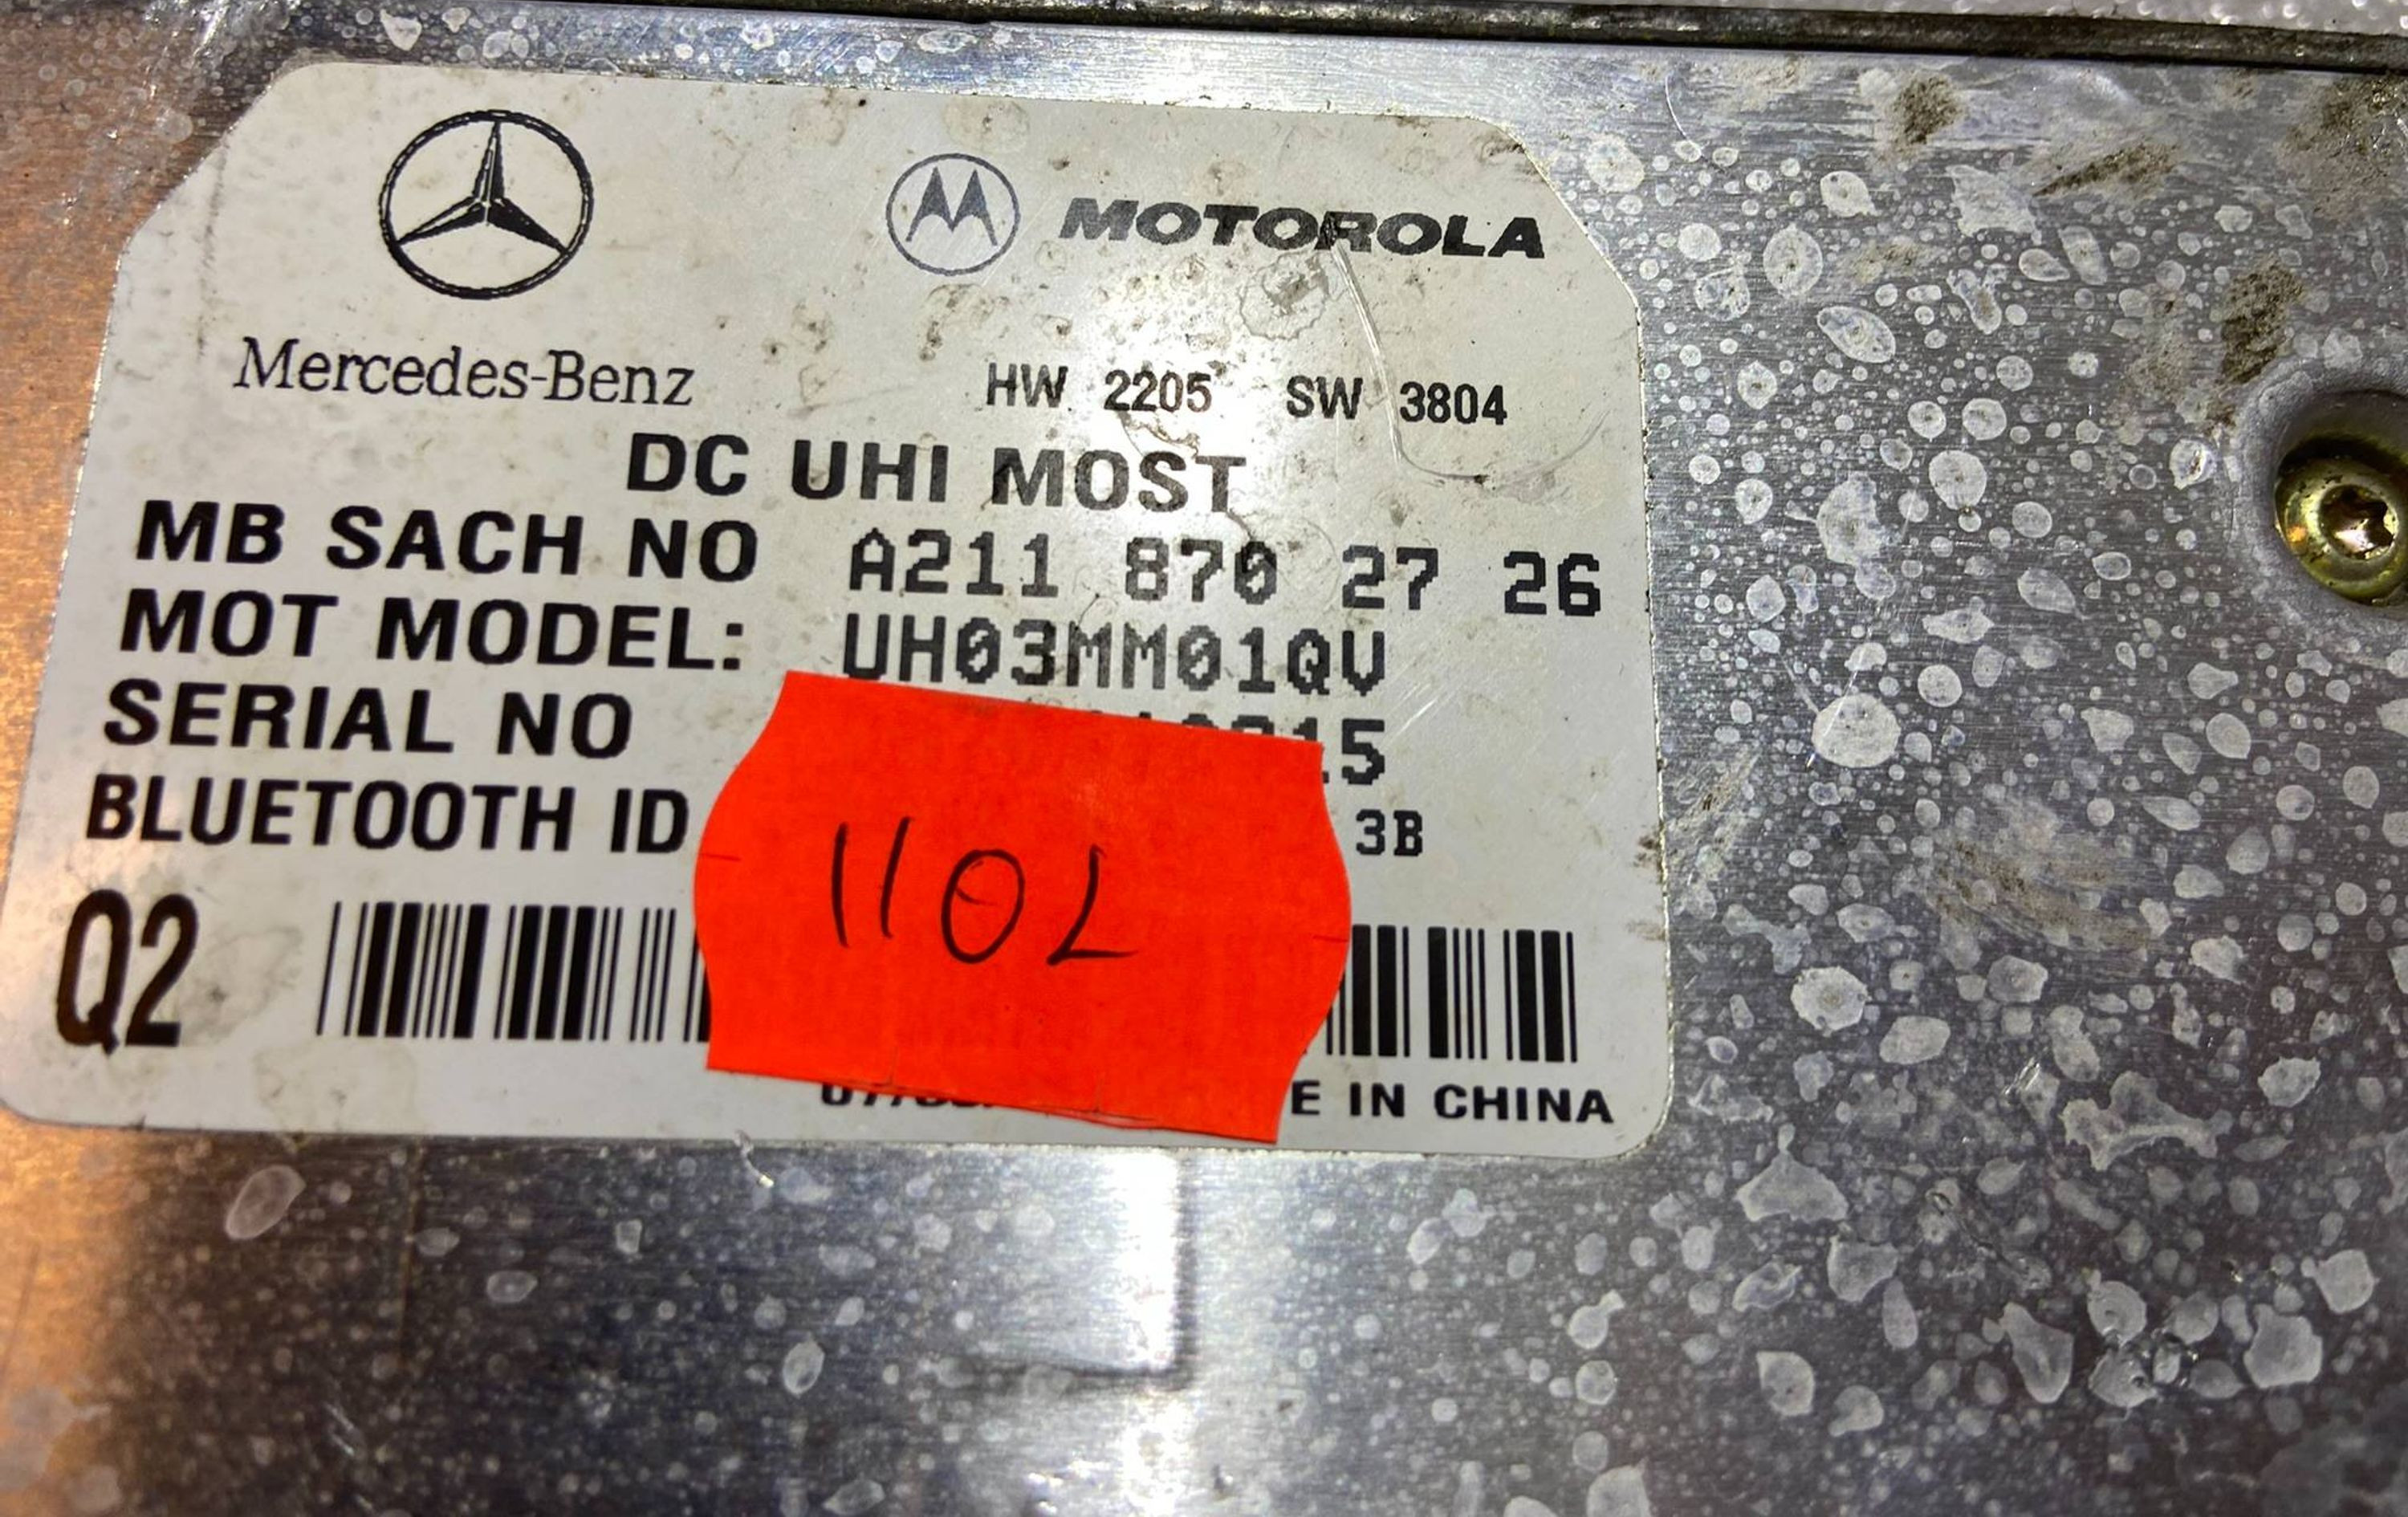 MOTOROLA
Mercedes-Benz
HW 2205 SW 3804
DC UHI MOST
MB SACH NO A211 870 27 26
MOT MODEL: UH03MM01QV
SERIAL NO
BLUETOOTH ID 3B
Q2
IN CHINA